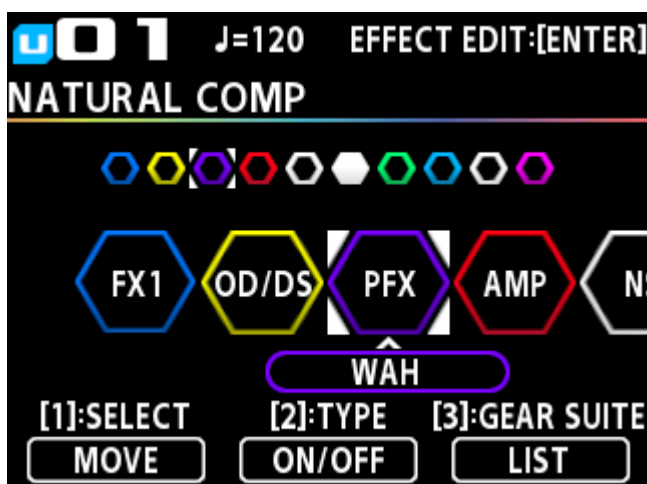 U01 ♩=120 EFFECT EDIT:[ENTER]
NATURAL COMP
FX1 OD/DS PFX AMP
WAH
[1]:SELECT [2]:TYPE [3]:GEAR SUITE
MOVE ON/OFF LIST